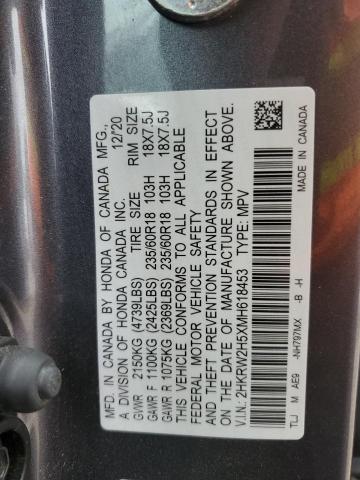 MFD. IN CANADA BY HONDA OF CANADA MFG.,
A DIVISION OF HONDA CANADA INC. 12/20
GVWR 2150KG (4739LBS) TIRE SIZE RIM SIZE
GAWR F 1100KG (2425LBS) 235/60R18 103H 18X7.5J
GAWR R 1075KG (2369LBS) 235/60R18 103H 18X7.5J
THIS VEHICLE CONFORMS TO ALL APPLICABLE
FEDERAL MOTOR VEHICLE SAFETY
& THEFT PREVENTION STANDARDS IN EFFECT
ON THE DATE OF MANUFACTURE SHOWN ABOVE.
V.I.N.: 2HKRW2H5XMH618453 TYPE: MPV
TLJ M AE9 -NH797MX -B -H MADE IN CANADA